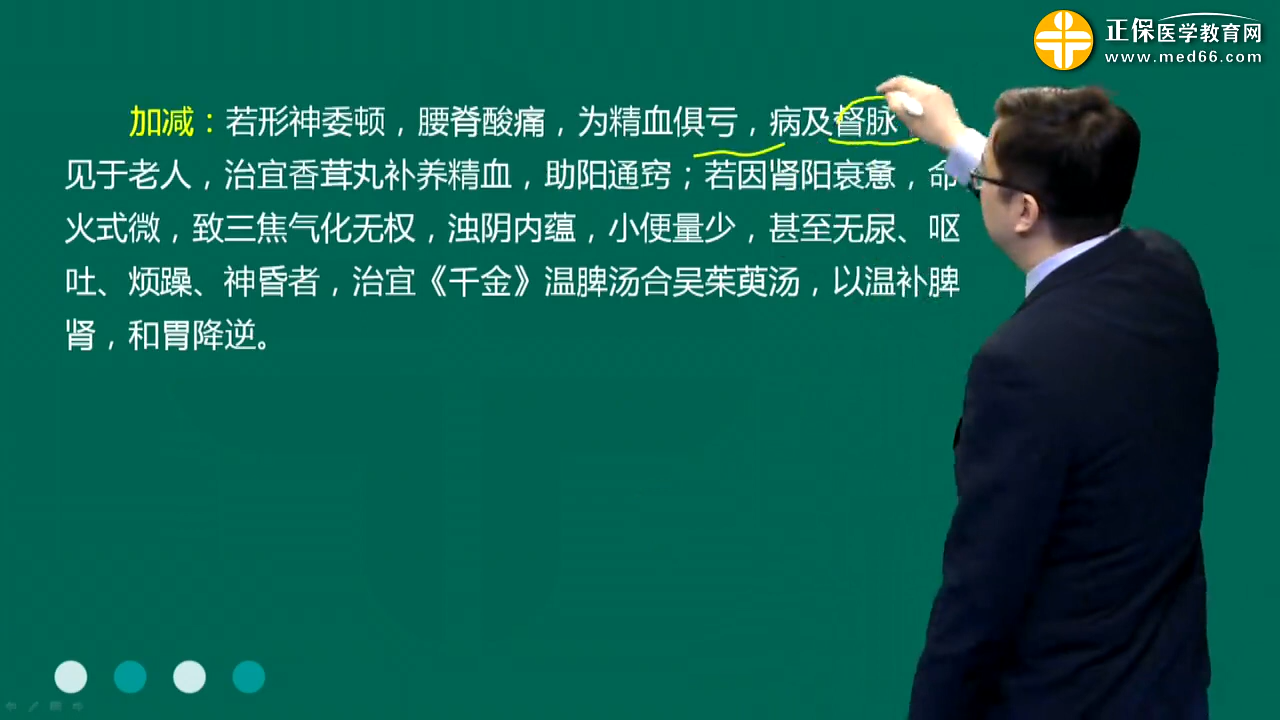 正保医学教育网
www.med66.com
加减：若形神委顿，腰脊酸痛，为精血俱亏，病及督脉
见于老人，治宜香茸丸补养精血，助阳通窍；若因肾阳衰惫，命
火式微，致三焦气化无权，浊阴内蕴，小便量少，甚至无尿、呕
吐、烦躁、神昏者，治宜《千金》温脾汤合吴茱萸汤，以温补脾
肾，和胃降逆。